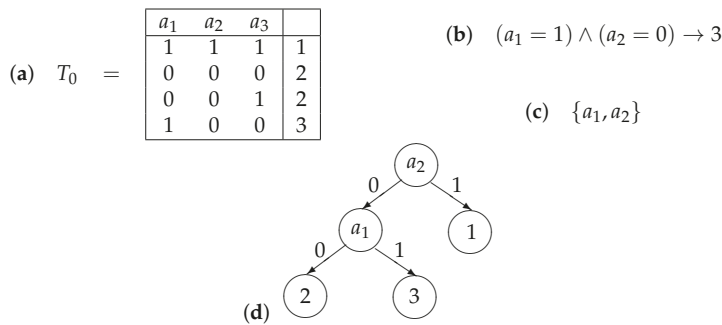 a₁ a₂ a₃
1 1 1 1
(a) T₀ = 0 0 0 2
0 0 1 2
1 0 0 3
(b) (a₁ = 1) ∧ (a₂ = 0) → 3
(c) {a₁, a₂}
a₂
0 1
a₁ 1
0 1
(d) 2 3